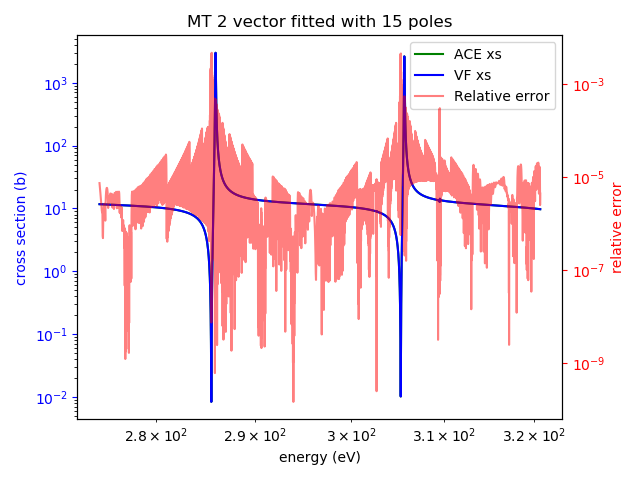 MT 2 vector fitted with 15 poles
ACE xs
VF xs
Relative error
cross section (b)
10³
10²
10¹
10⁰
10⁻¹
10⁻²
relative error
10⁻³
10⁻⁵
10⁻⁷
10⁻⁹
2.8 × 10² 2.9 × 10² 3 × 10² 3.1 × 10² 3.2 × 10²
energy (eV)